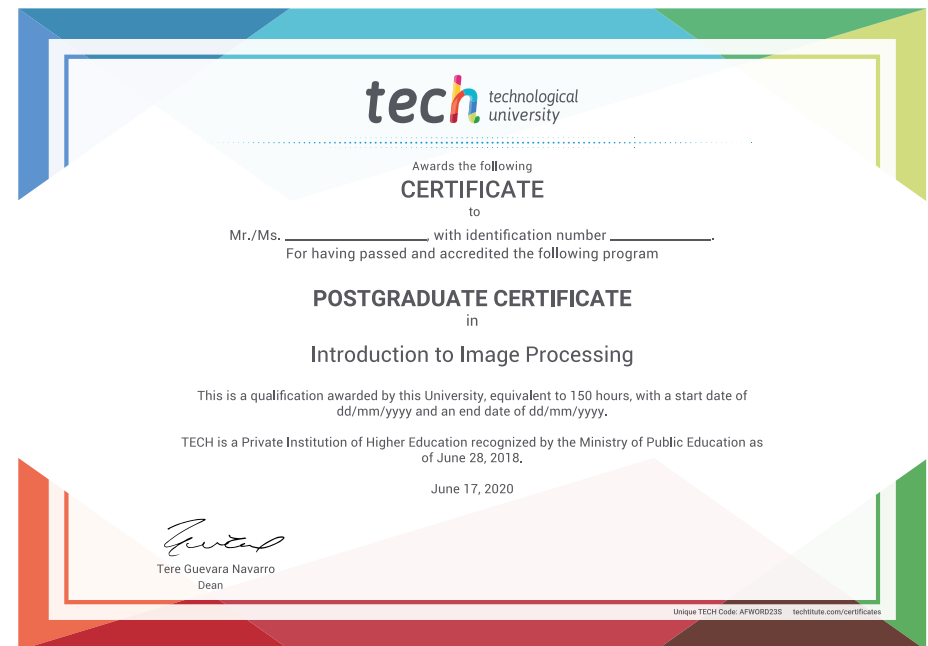 tech technological
university
Awards the following
CERTIFICATE
to
Mr./Ms. ____________________, with identification number ______________.
For having passed and accredited the following program
POSTGRADUATE CERTIFICATE
in
Introduction to Image Processing
This is a qualification awarded by this University, equivalent to 150 hours, with a start date of
dd/mm/yyyy and an end date of dd/mm/yyyy.
TECH is a Private Institution of Higher Education recognized by the Ministry of Public Education as
of June 28, 2018.
June 17, 2020
Tere Guevara Navarro
Dean
Unique TECH Code: AFWORD23S techtitute.com/certificates